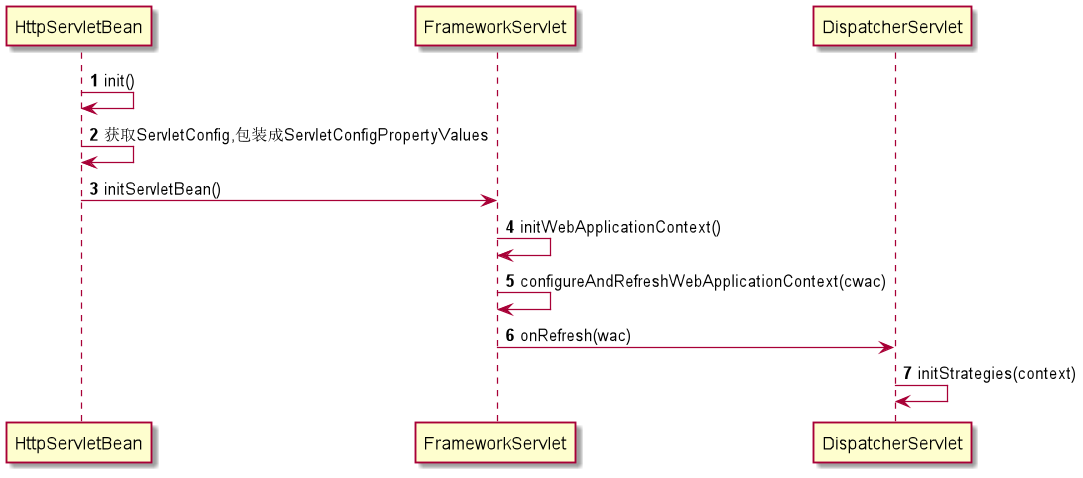 HttpServletBean FrameworkServlet DispatcherServlet
1 init()
2 获取ServletConfig,包装成ServletConfigPropertyValues
3 initServletBean()
4 initWebApplicationContext()
5 configureAndRefreshWebApplicationContext(cwac)
6 onRefresh(wac)
7 initStrategies(context)
HttpServletBean FrameworkServlet DispatcherServlet